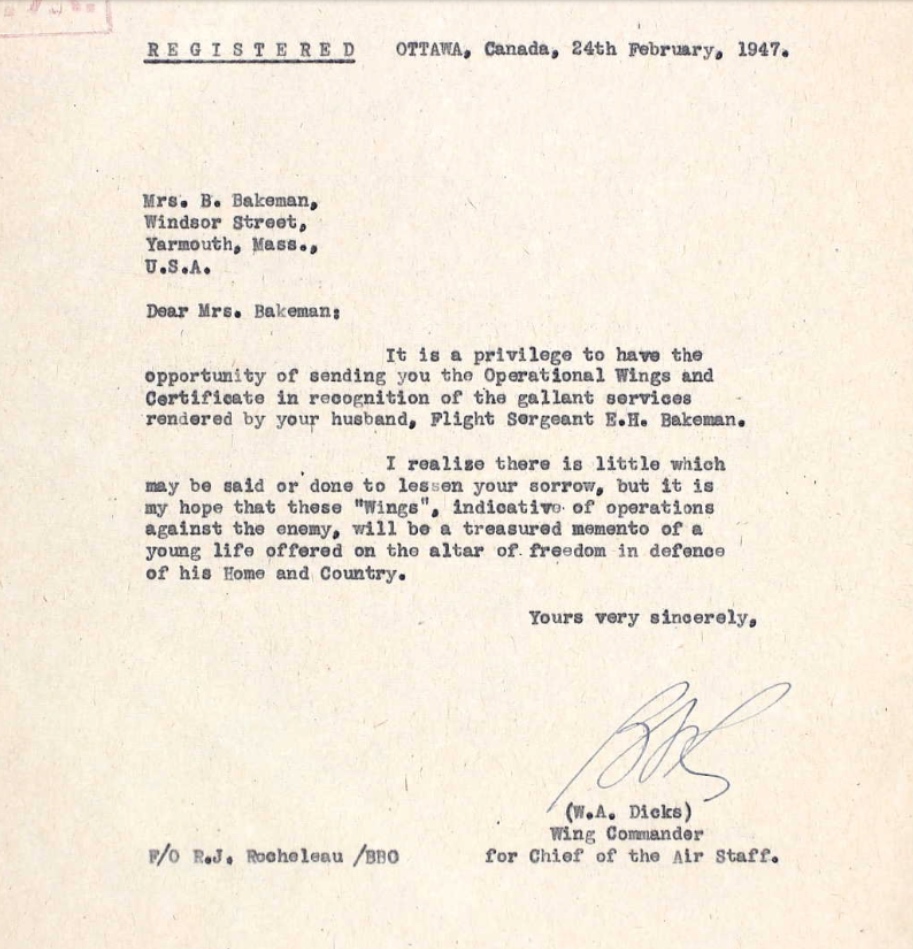 REGISTERED OTTAWA, Canada, 24th February, 1947.
Mrs. B. Bakeman,
Windsor Street,
Yarmouth, Mass.,
U.S.A.
Dear Mrs. Bakeman:
It is a privilege to have the
opportunity of sending you the Operational Wings and
Certificate in recognition of the gallant services
rendered by your husband, Flight Sergeant E.H. Bakeman.
I realize there is little which
may be said or done to lessen your sorrow, but it is
my hope that these "Wings", indicative of operations
against the enemy, will be a treasured memento of a
young life offered on the altar of freedom in defence
of his Home and Country.
Yours very sincerely,
(W.A. Dicks)
Wing Commander
F/O R.J. Rocheleau /BBO for Chief of the Air Staff.